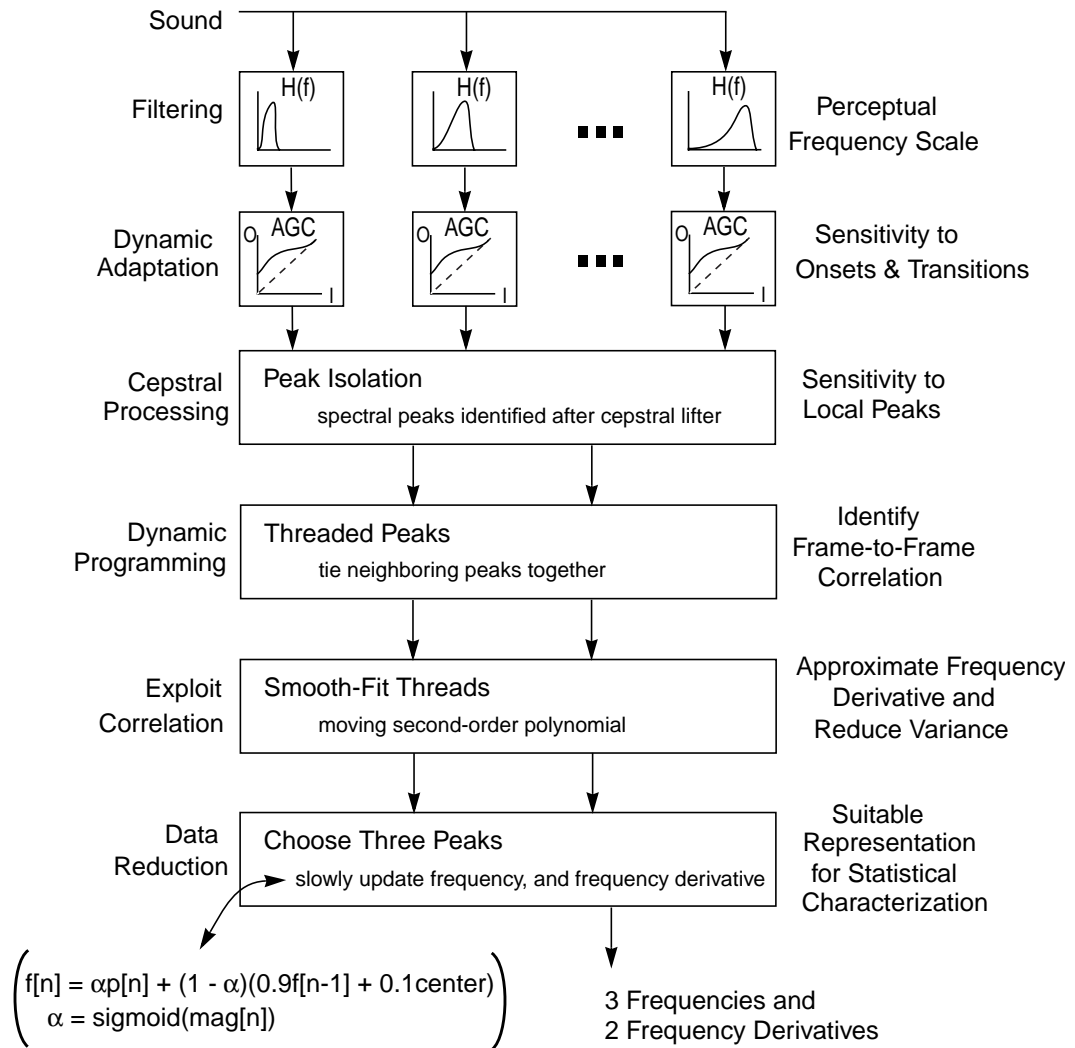 Sound
Filtering
H(f)
H(f)
H(f)
Perceptual
Frequency Scale
Dynamic
Adaptation
O
AGC
I
O
AGC
I
O
AGC
I
Sensitivity to
Onsets & Transitions
Cepstral
Processing
Peak Isolation
spectral peaks identified after cepstral lifter
Sensitivity to
Local Peaks
Dynamic
Programming
Threaded Peaks
tie neighboring peaks together
Identify
Frame-to-Frame
Correlation
Exploit
Correlation
Smooth-Fit Threads
moving second-order polynomial
Approximate Frequency
Derivative and
Reduce Variance
Data
Reduction
Choose Three Peaks
slowly update frequency, and frequency derivative
Suitable
Representation
for Statistical
Characterization
f[n] = αp[n] + (1 - α)(0.9f[n-1] + 0.1center)
α = sigmoid(mag[n])
3 Frequencies and
2 Frequency Derivatives